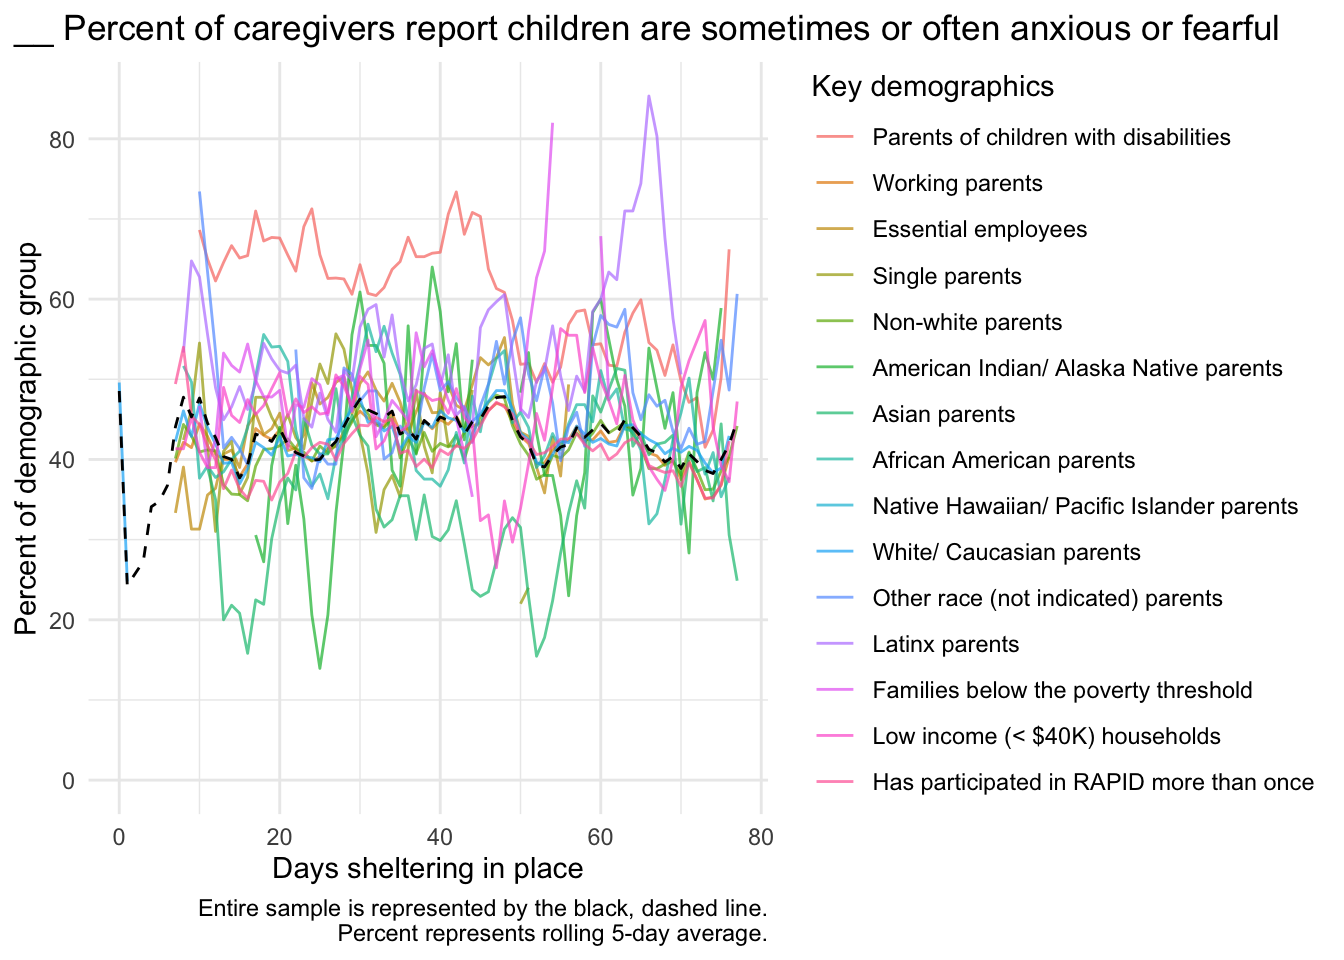 __ Percent of caregivers report children are sometimes or often anxious or fearful
Percent of demographic group
80
60
40
20
0
0
20
40
60
80
Days sheltering in place
Entire sample is represented by the black, dashed line.
Percent represents rolling 5-day average.
Key demographics
Parents of children with disabilities
Working parents
Essential employees
Single parents
Non-white parents
American Indian/ Alaska Native parents
Asian parents
African American parents
Native Hawaiian/ Pacific Islander parents
White/ Caucasian parents
Other race (not indicated) parents
Latinx parents
Families below the poverty threshold
Low income (< $40K) households
Has participated in RAPID more than once